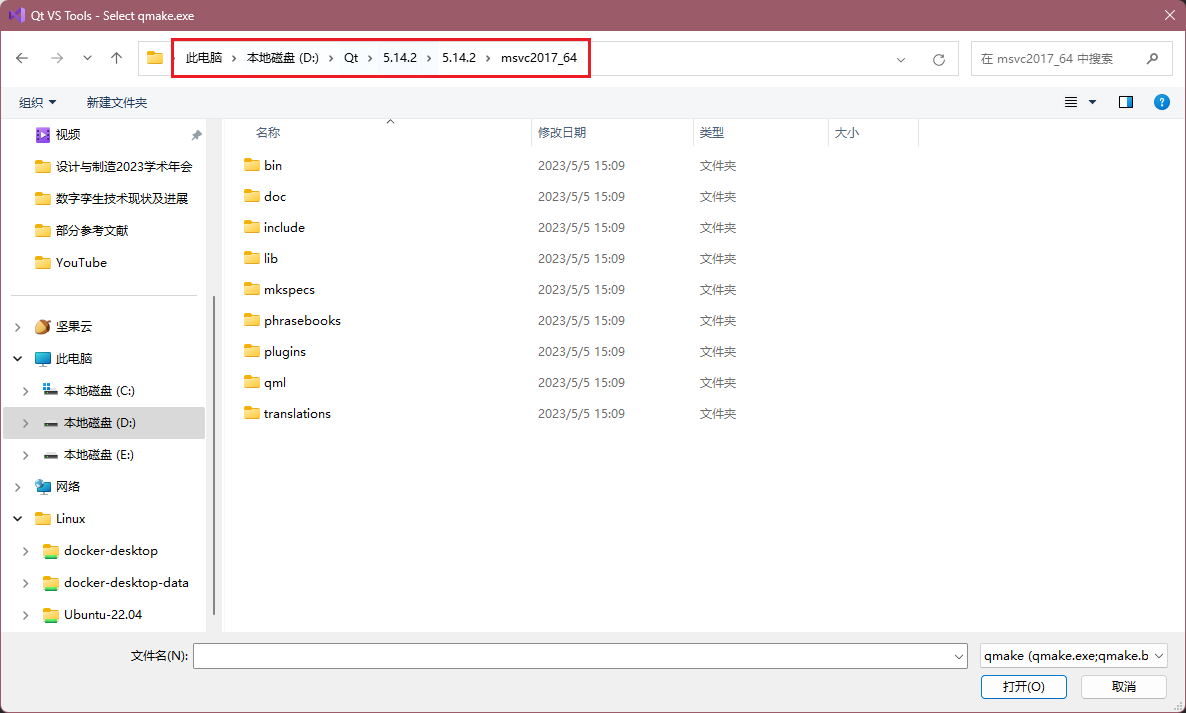 Qt VS Tools - Select qmake.exe
此电脑 > 本地磁盘 (D:) > Qt > 5.14.2 > 5.14.2 > msvc2017_64
在 msvc2017_64 中搜索
组织 新建文件夹
名称 修改日期 类型 大小
视频
设计与制造2023学术年会
数字孪生技术现状及进展
部分参考文献
YouTube
坚果云
此电脑
本地磁盘 (C:)
本地磁盘 (D:)
本地磁盘 (E:)
网络
Linux
docker-desktop
docker-desktop-data
Ubuntu-22.04
bin 2023/5/5 15:09 文件夹
doc 2023/5/5 15:09 文件夹
include 2023/5/5 15:09 文件夹
lib 2023/5/5 15:09 文件夹
mkspecs 2023/5/5 15:09 文件夹
phrasebooks 2023/5/5 15:09 文件夹
plugins 2023/5/5 15:09 文件夹
qml 2023/5/5 15:09 文件夹
translations 2023/5/5 15:09 文件夹
文件名(N): qmake (qmake.exe;qmake.b
打开(O) 取消